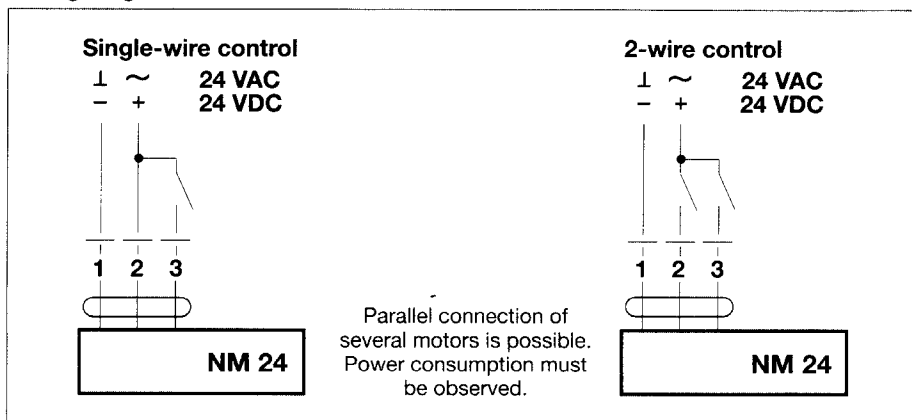 Single-wire control
⊥ ~ 24 VAC
− + 24 VDC
1 2 3
NM 24
Parallel connection of
several motors is possible.
Power consumption must
be observed.
2-wire control
⊥ ~ 24 VAC
− + 24 VDC
1 2 3
NM 24